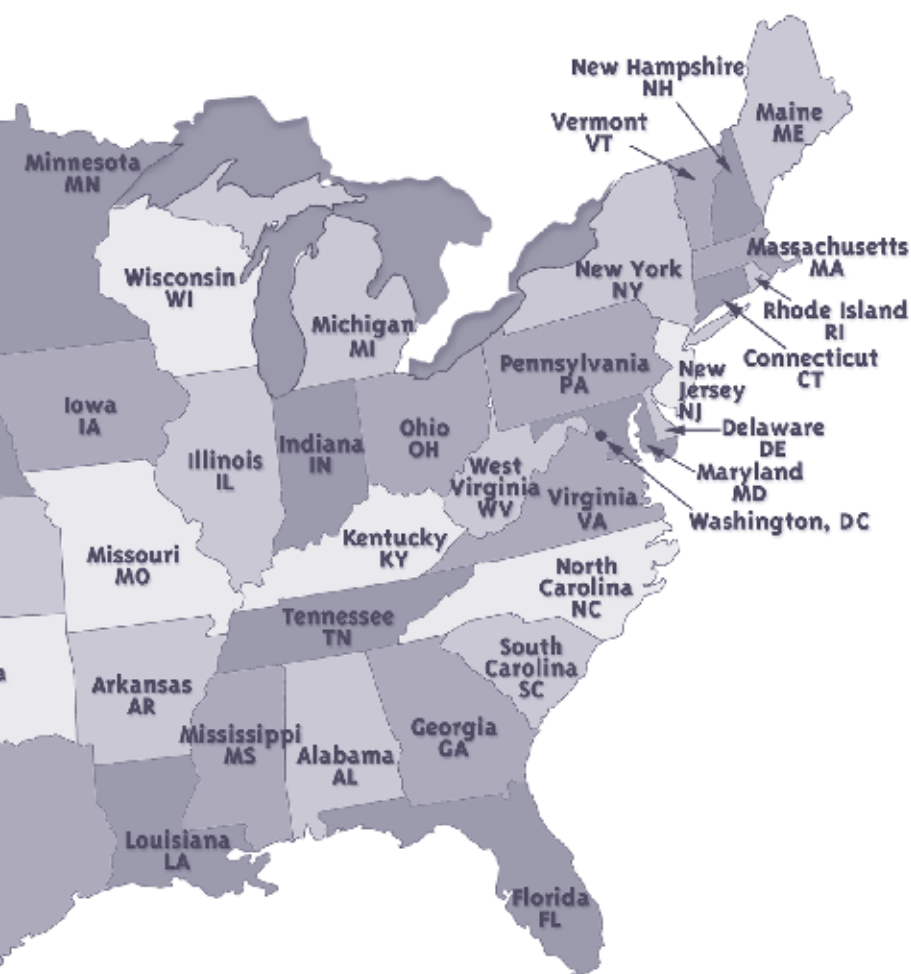 New Hampshire
NH
Maine
ME
Vermont
VT
Minnesota
MN
Massachusetts
MA
Wisconsin
WI
New York
NY
Rhode Island
RI
Michigan
MI
Connecticut
CT
Pennsylvania
PA
New
Jersey
NJ
Iowa
IA
Ohio
OH
Delaware
DE
Indiana
IN
Illinois
IL
West
Virginia
WV
Maryland
MD
Virginia
VA
Washington, DC
Kentucky
KY
Missouri
MO
North
Carolina
NC
Tennessee
TN
South
Carolina
SC
a
Arkansas
AR
Georgia
GA
Mississippi
MS
Alabama
AL
Louisiana
LA
Florida
FL